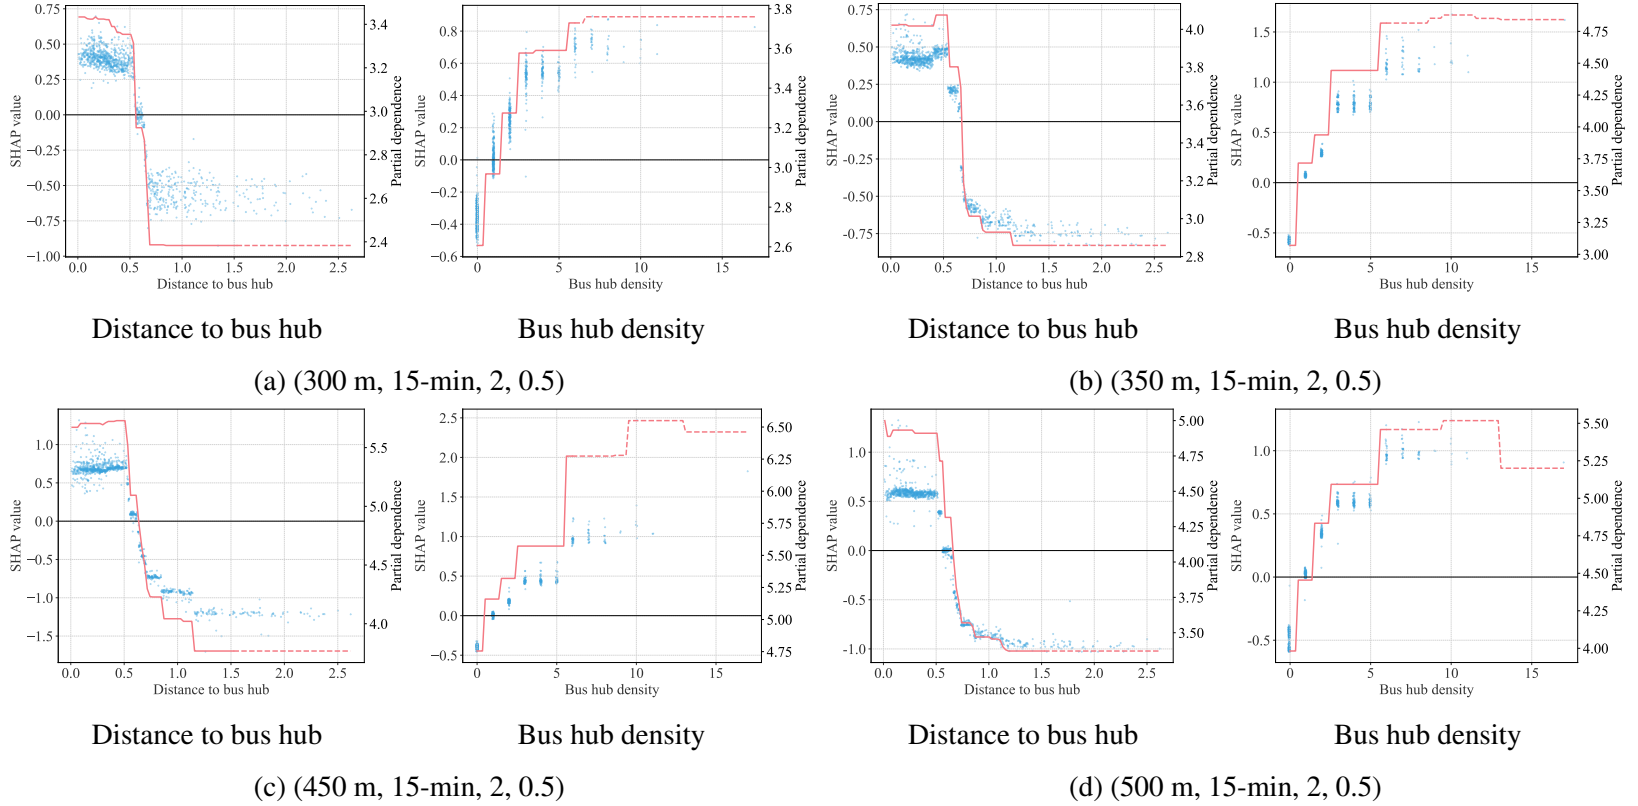 0.75
0.50
0.25
0.00
−0.25
−0.50
−0.75
−1.00
SHAP value
3.4
3.2
3.0
2.8
2.6
2.4
Partial dependence
0.0 0.5 1.0 1.5 2.0 2.5
Distance to bus hub
0.8
0.6
0.4
0.2
0.0
−0.2
−0.4
−0.6
SHAP value
3.8
3.6
3.4
3.2
3.0
2.8
2.6
Partial dependence
0 5 10 15
Bus hub density
0.75
0.50
0.25
0.00
-0.25
-0.50
-0.75
SHAP value
4.0
3.8
3.6
3.4
3.2
3.0
2.8
Partial dependence
0.0 0.5 1.0 1.5 2.0 2.5
Distance to bus hub
1.5
1.0
0.5
0.0
-0.5
SHAP value
4.75
4.50
4.25
4.00
3.75
3.50
3.25
3.00
Partial dependence
0 5 10 15
Bus hub density
Distance to bus hub Bus hub density Distance to bus hub Bus hub density
(a) (300 m, 15-min, 2, 0.5) (b) (350 m, 15-min, 2, 0.5)
1.0
0.5
0.0
−0.5
−1.0
−1.5
SHAP value
5.5
5.0
4.5
4.0
Partial dependence
0.0 0.5 1.0 1.5 2.0 2.5
Distance to bus hub
2.5
2.0
1.5
1.0
0.5
0.0
−0.5
SHAP value
6.50
6.25
6.00
5.75
5.50
5.25
5.00
4.75
Partial dependence
0 5 10 15
Bus hub density
1.0
0.5
0.0
-0.5
-1.0
SHAP value
5.00
4.75
4.50
4.25
4.00
3.75
3.50
Partial dependence
0.0 0.5 1.0 1.5 2.0 2.5
Distance to bus hub
1.0
0.5
0.0
-0.5
SHAP value
5.50
5.25
5.00
4.75
4.50
4.25
4.00
Partial dependence
0 5 10 15
Bus hub density
Distance to bus hub Bus hub density Distance to bus hub Bus hub density
(c) (450 m, 15-min, 2, 0.5) (d) (500 m, 15-min, 2, 0.5)